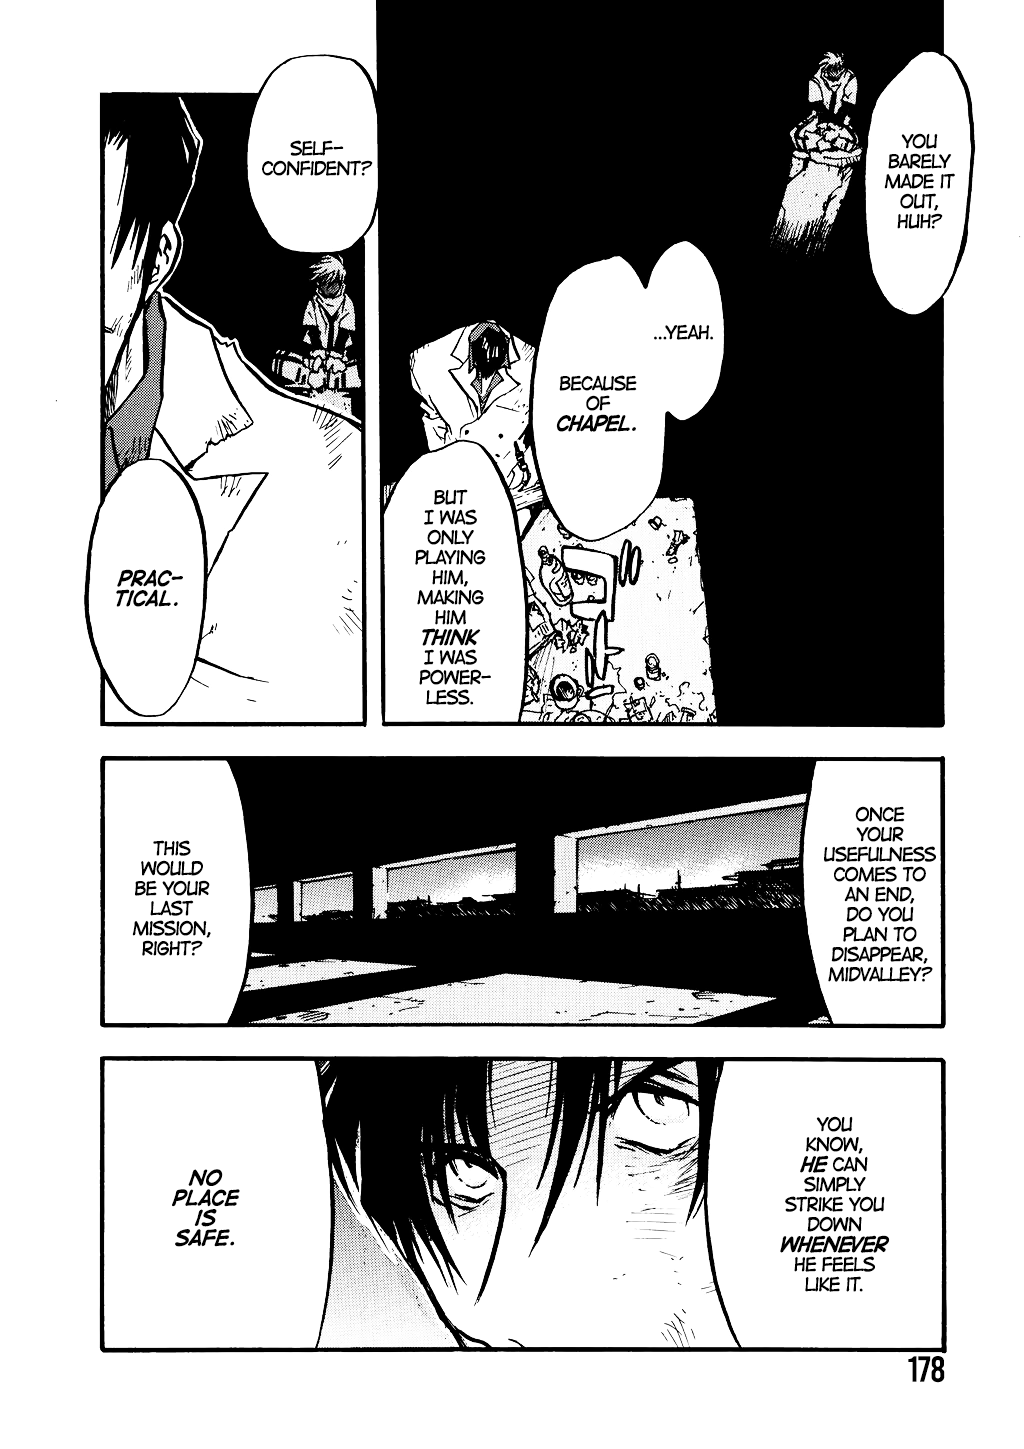 YOU
BARELY
MADE IT
OUT,
HUH?
...YEAH.
BECAUSE
OF
CHAPEL.
BUT
I WAS
ONLY
PLAYING
HIM,
MAKING
HIM
THINK
I WAS
POWER-
LESS.
SELF-
CONFIDENT?
PRAC-
TICAL.
ONCE
YOUR
USEFULNESS
COMES TO
AN END,
DO YOU
PLAN TO
DISAPPEAR,
MIDVALLEY?
THIS
WOULD
BE YOUR
LAST
MISSION,
RIGHT?
YOU
KNOW,
HE CAN
SIMPLY
STRIKE YOU
DOWN
WHENEVER
HE FEELS
LIKE IT.
NO
PLACE
IS
SAFE.
178